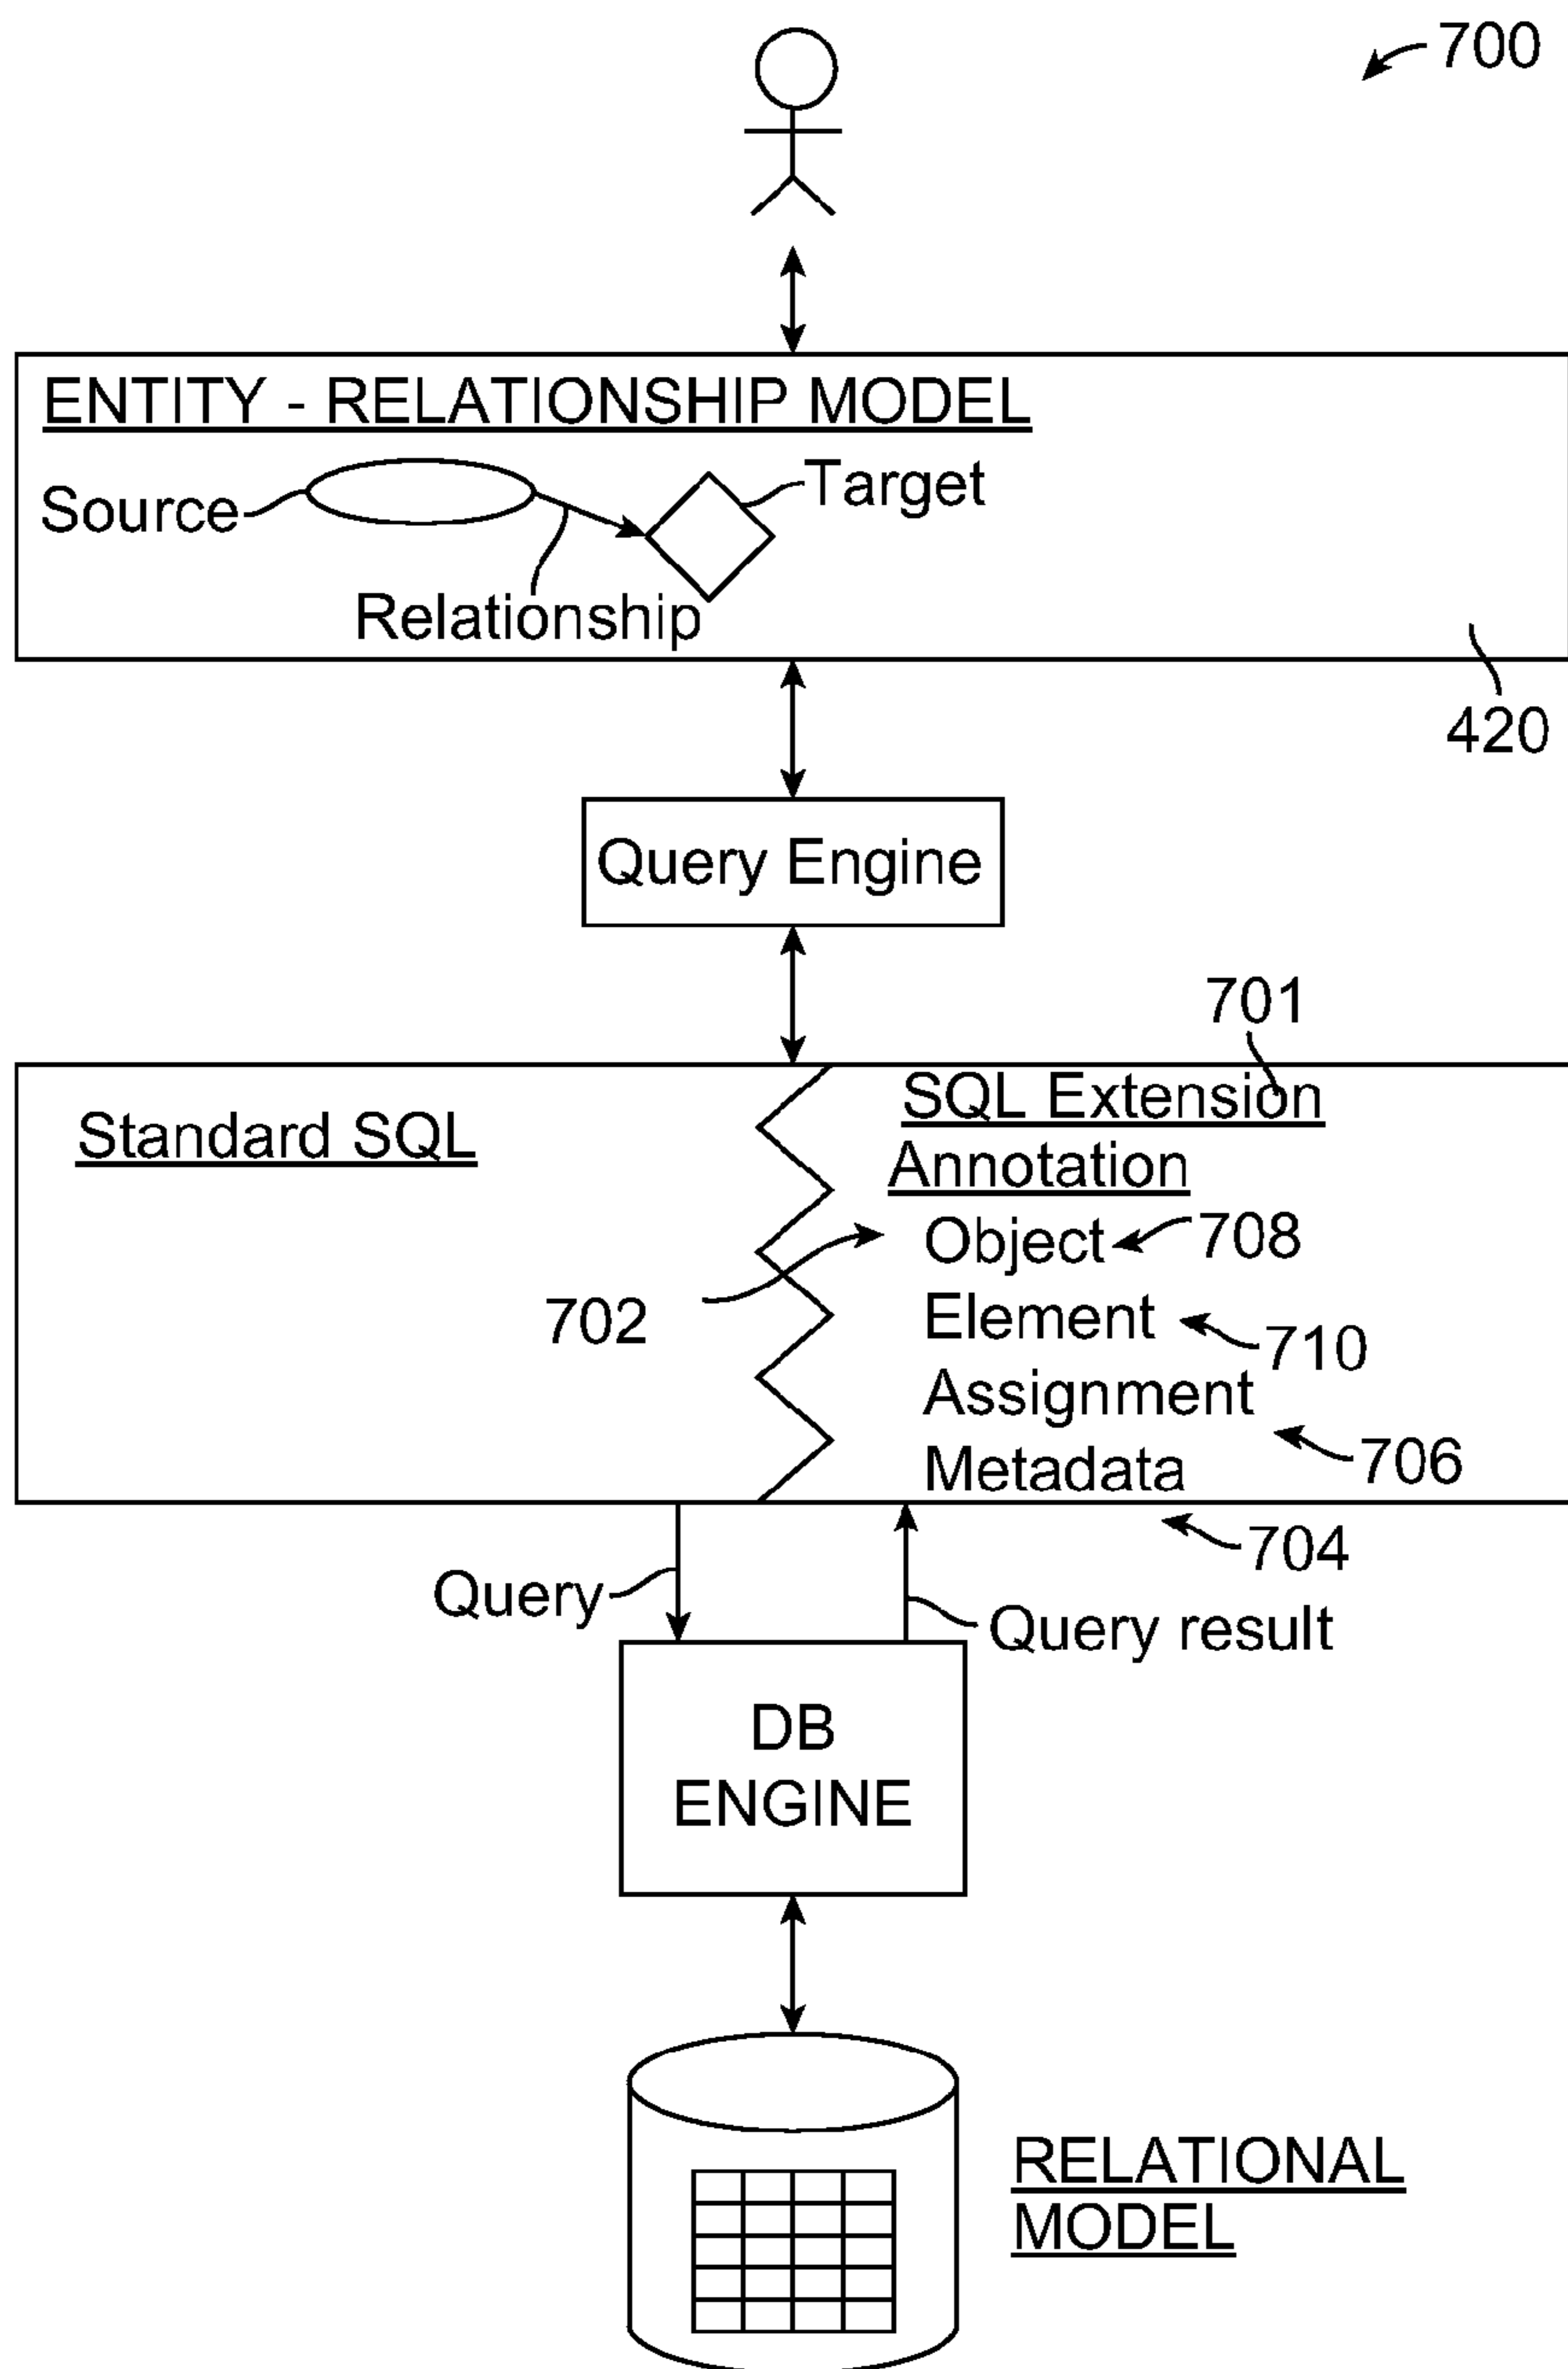 700
ENTITY - RELATIONSHIP MODEL
Source
Target
Relationship
420
Query Engine
701
Standard SQL
SQL Extension
Annotation
Object
708
702
Element
710
Assignment
706
Metadata
704
Query
Query result
DB
ENGINE
RELATIONAL
MODEL